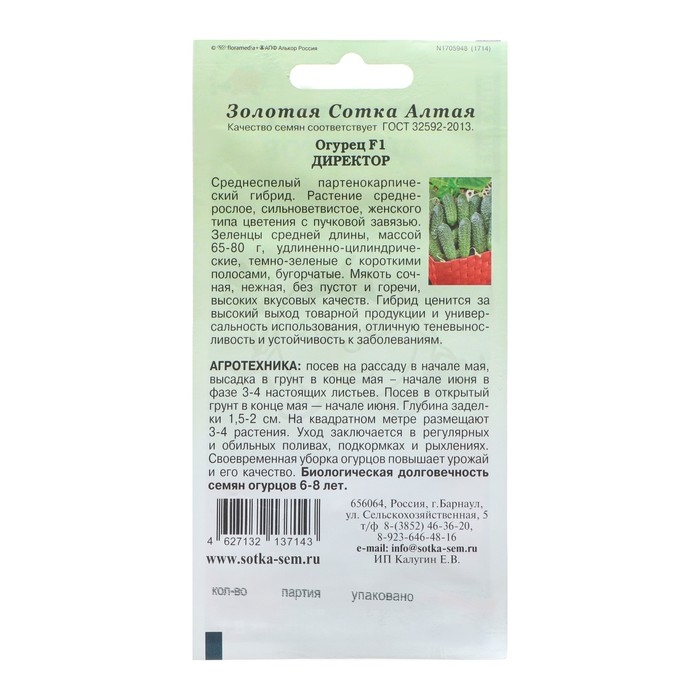 © floramedia • АПФ Алькор Россия
N1705948 (1714)
Золотая Сотка Алтая
Качество семян соответствует ГОСТ 32592-2013.
Огурец F1
ДИРЕКТОР
Среднеспелый партенокарпиче-
ский гибрид. Растение средне-
рослое, сильноветвистое, женского
типа цветения с пучковой завязью.
Зеленцы средней длины, массой
65-80 г, удлиненно-цилиндриче-
ские, темно-зеленые с короткими
полосами, бугорчатые. Мякоть соч-
ная, нежная, без пустот и горечи,
высоких вкусовых качеств. Гибрид ценится за
высокий выход товарной продукции и универ-
сальность использования, отличную теневынос-
ливость и устойчивость к заболеваниям.
АГРОТЕХНИКА: посев на рассаду в начале мая,
высадка в грунт в конце мая – начале июня в
фазе 3-4 настоящих листьев. Посев в открытый
грунт в конце мая — начале июня. Глубина задел-
ки 1,5-2 см. На квадратном метре размещают
3-4 растения. Уход заключается в регулярных
и обильных поливах, подкормках и рыхлениях.
Своевременная уборка огурцов повышает урожай
и его качество. Биологическая долговечность
семян огурцов 6-8 лет.
4 627132 137143
www.sotka-sem.ru
656064, Россия, г.Барнаул,
ул. Сельскохозяйственная, 5
т/ф 8-(3852) 46-36-20,
8-923-646-48-16
e-mail: info@sotka-sem.ru
ИП Калугин Е.В.
кол-во партия упаковано